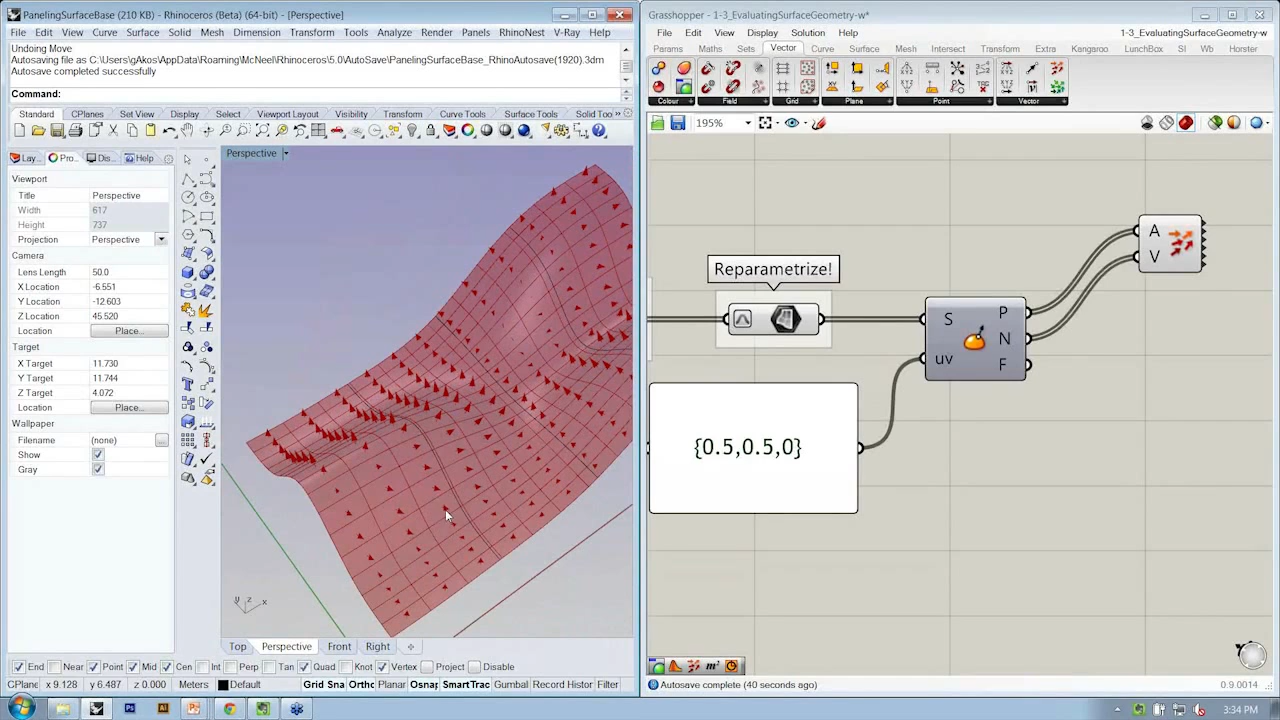 PanelingSurfaceBase (210 KB) - Rhinoceros (Beta) (64-bit) - [Perspective]
File Edit View Curve Surface Solid Mesh Dimension Transform Tools Analyze Render Panels RhinoNest V-Ray Help
Undoing Move
Autosaving file as C:\Users\gAkos\AppData\Roaming\McNeel\Rhinoceros\5.0\AutoSave\PanelingSurfaceBase_RhinoAutosave(1920).3dm
Autosave completed successfully
Command:
Standard CPlanes Set View Display Select Viewport Layout Visibility Transform Curve Tools Surface Tools Solid Too »
Lay... Pro... Dis... Help
Viewport
Title Perspective
Width 617
Height 737
Projection Perspective
Camera
Lens Length 50.0
X Location -6.551
Y Location -12.603
Z Location 45.520
Location Place...
Target
X Target 11.730
Y Target 11.744
Z Target 4.072
Location Place...
Wallpaper
Filename (none) ...
Show
Gray
Perspective
y z x
Top Perspective Front Right
End Near Point Mid Cen Int Perp Tan Quad Knot Vertex Project Disable
CPlane x 9.128 y 6.487 z 0.000 Meters Default Grid Sna Ortho Planar Osnap SmartTrac Gumbal Record Histor Filter
Grasshopper - 1-3_EvaluatingSurfaceGeometry-w*
File Edit View Display Solution Help 1-3_EvaluatingSurfaceGeometry-w*
Params Maths Sets Vector Curve Surface Mesh Intersect Transform Extra Kangaroo LunchBox SI Wb Horster
Colour Field Grid Plane Point Vector
195%
A
V
Reparametrize!
S
uv
P
N
F
{0.5,0.5,0}
Autosave complete (40 seconds ago) 0.9.0014
3:34 PM